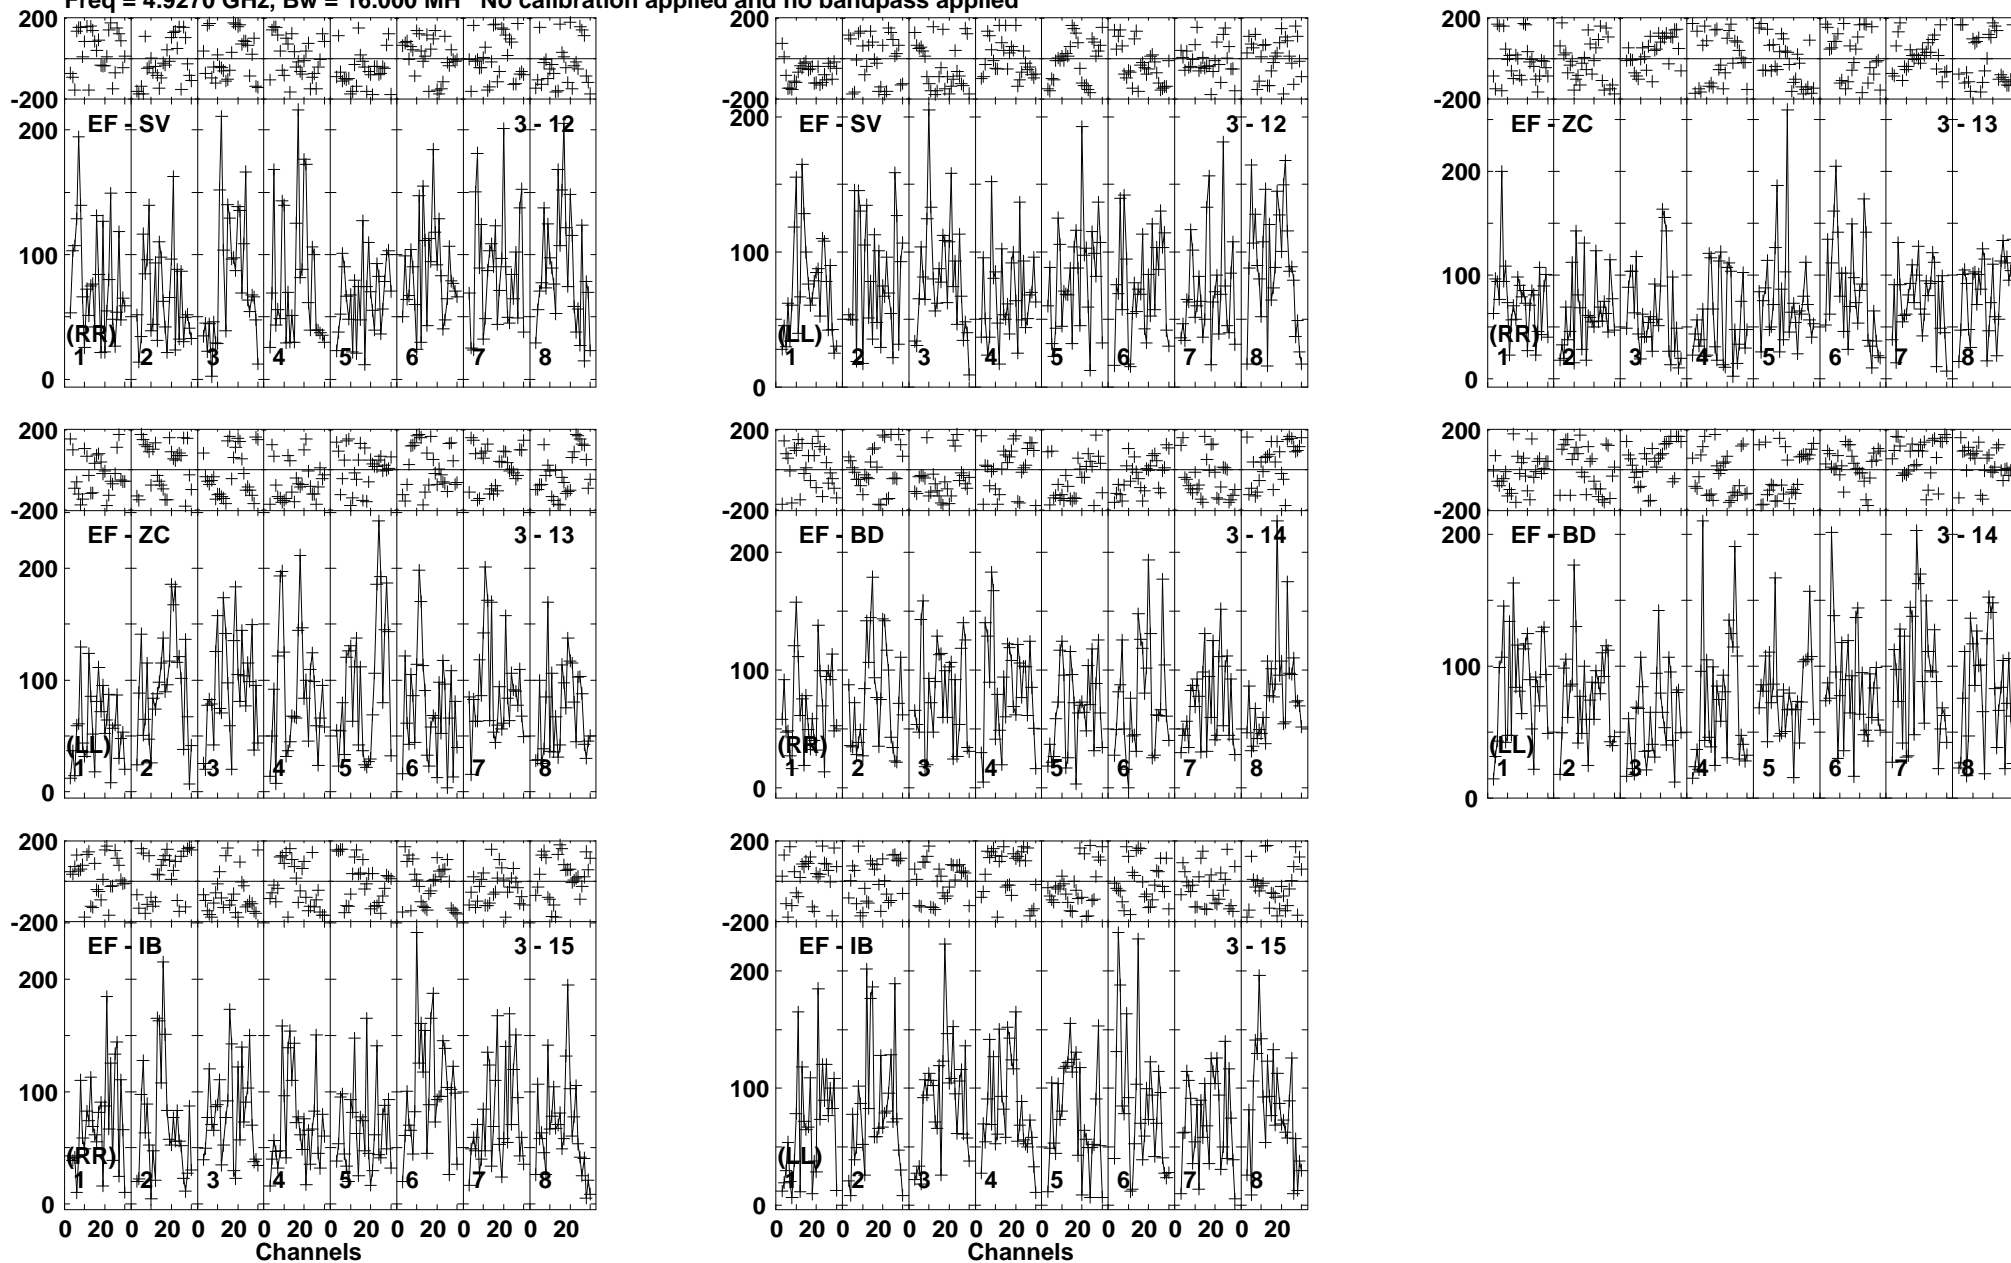 Freq = 4.9270 GHz, Bw = 16.000 MH No calibration applied and no bandpass applied
200
-200
EF - SV 3 - 12
200
100
0
(RR)
1 2 3 4 5 6 7 8
200
-200
EF - SV 3 - 12
200
100
0
(LL)
1 2 3 4 5 6 7 8
200
-200
EF - ZC 3 - 13
200
100
0
(RR)
1 2 3 4 5 6 7 8
200
-200
EF - ZC 3 - 13
200
100
0
(LL)
1 2 3 4 5 6 7 8
200
-200
EF - BD 3 - 14
200
100
0
(RR)
1 2 3 4 5 6 7 8
200
-200
EF - BD 3 - 14
200
100
0
(LL)
1 2 3 4 5 6 7 8
200
-200
EF - IB 3 - 15
200
100
0
(RR)
1 2 3 4 5 6 7 8
0 20 0 20 0 20 0 20 0 20 0 20 0 20 0 20
Channels
200
-200
EF - IB 3 - 15
200
100
0
(LL)
1 2 3 4 5 6 7 8
0 20 0 20 0 20 0 20 0 20 0 20 0 20 0 20
Channels